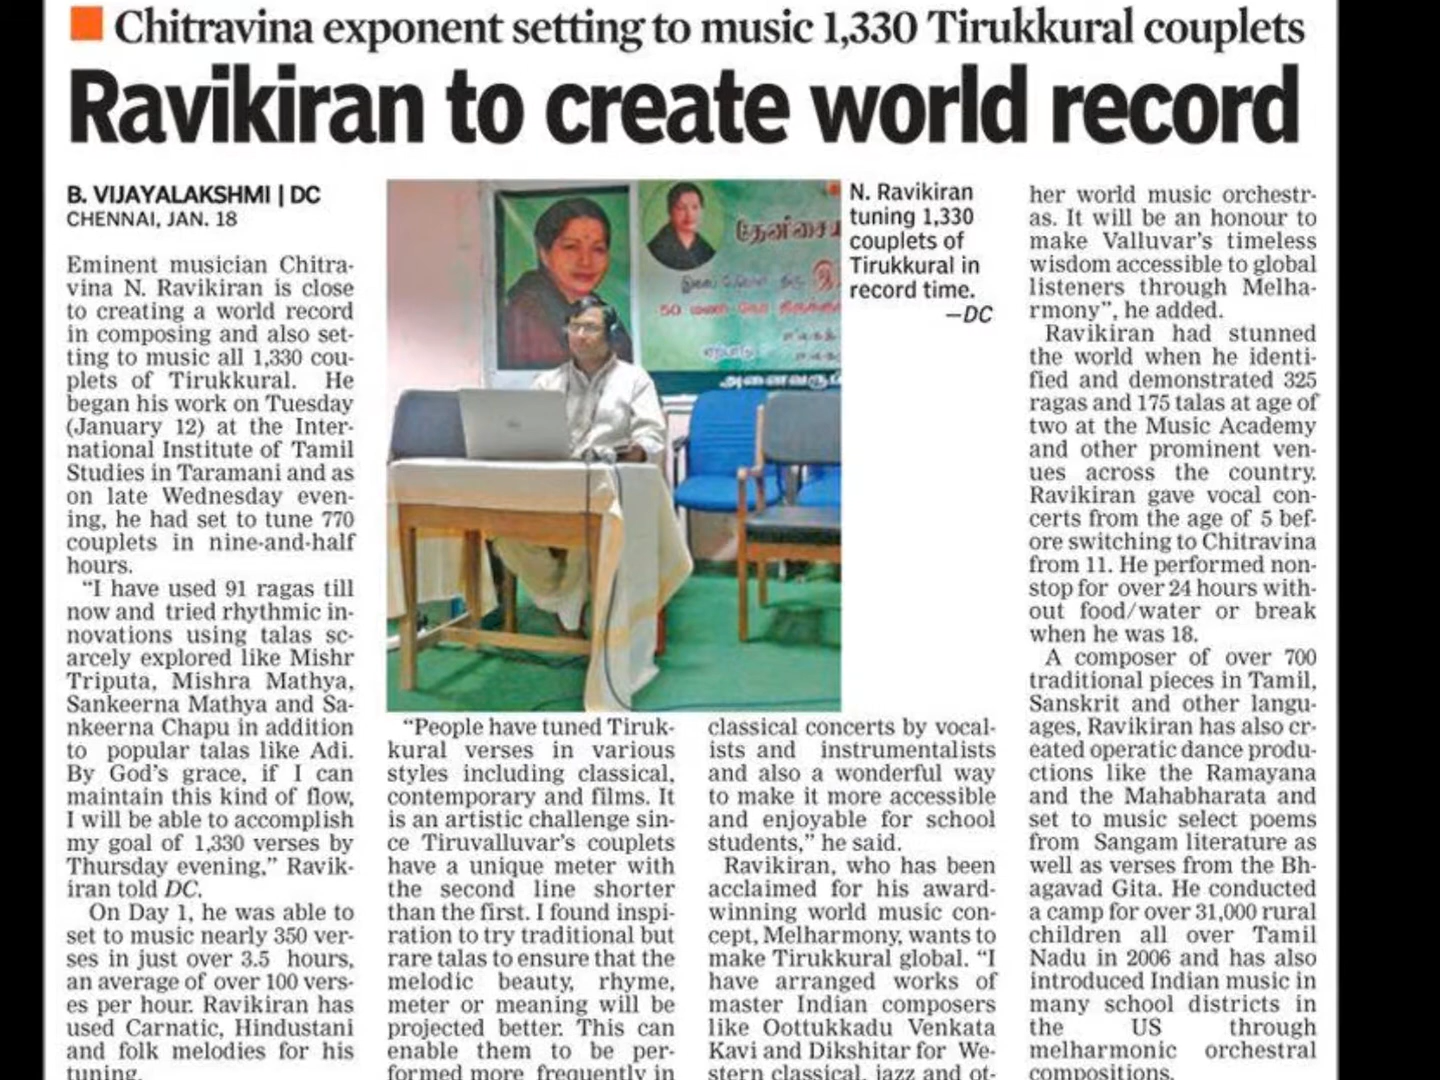 Chitravina exponent setting to music 1,330 Tirukkural couplets
Ravikiran to create world record
B. VIJAYALAKSHMI | DC
CHENNAI, JAN. 18
Eminent musician Chitra-
vina N. Ravikiran is close
to creating a world record
in composing and also set-
ting to music all 1,330 cou-
plets of Tirukkural. He
began his work on Tuesday
(January 12) at the Inter-
national Institute of Tamil
Studies in Taramani and as
on late Wednesday even-
ing, he had set to tune 770
couplets in nine-and-half
hours.
“I have used 91 ragas till
now and tried rhythmic in-
novations using talas sc-
arcely explored like Mishr
Triputa, Mishra Mathya,
Sankeerna Mathya and Sa-
nkeerna Chapu in addition
to popular talas like Adi.
By God’s grace, if I can
maintain this kind of flow,
I will be able to accomplish
my goal of 1,330 verses by
Thursday evening,” Ravik-
iran told DC.
On Day 1, he was able to
set to music nearly 350 ver-
ses in just over 3.5 hours,
an average of over 100 vers-
es per hour. Ravikiran has
used Carnatic, Hindustani
and folk melodies for his
tuning.
தேனிசை
அனைவரும்
N. Ravikiran
tuning 1,330
couplets of
Tirukkural in
record time.
—DC
“People have tuned Tiruk-
kural verses in various
styles including classical,
contemporary and films. It
is an artistic challenge sin-
ce Tiruvalluvar’s couplets
have a unique meter with
the second line shorter
than the first. I found inspi-
ration to try traditional but
rare talas to ensure that the
melodic beauty, rhyme,
meter or meaning will be
projected better. This can
enable them to be per-
formed more frequently in
classical concerts by vocal-
ists and instrumentalists
and also a wonderful way
to make it more accessible
and enjoyable for school
students,” he said.
Ravikiran, who has been
acclaimed for his award-
winning world music con-
cept, Melharmony, wants to
make Tirukkural global. “I
have arranged works of
master Indian composers
like Oottukkadu Venkata
Kavi and Dikshitar for We-
stern classical, jazz and ot-
her world music orchestr-
as. It will be an honour to
make Valluvar’s timeless
wisdom accessible to global
listeners through Melha-
rmony”, he added.
Ravikiran had stunned
the world when he identi-
fied and demonstrated 325
ragas and 175 talas at age of
two at the Music Academy
and other prominent ven-
ues across the country.
Ravikiran gave vocal con-
certs from the age of 5 bef-
ore switching to Chitravina
from 11. He performed non-
stop for over 24 hours with-
out food/water or break
when he was 18.
A composer of over 700
traditional pieces in Tamil,
Sanskrit and other langu-
ages, Ravikiran has also cr-
eated operatic dance produ-
ctions like the Ramayana
and the Mahabharata and
set to music select poems
from Sangam literature as
well as verses from the Bh-
agavad Gita. He conducted
a camp for over 31,000 rural
children all over Tamil
Nadu in 2006 and has also
introduced Indian music in
many school districts in
the US through
melharmonic orchestral
compositions.